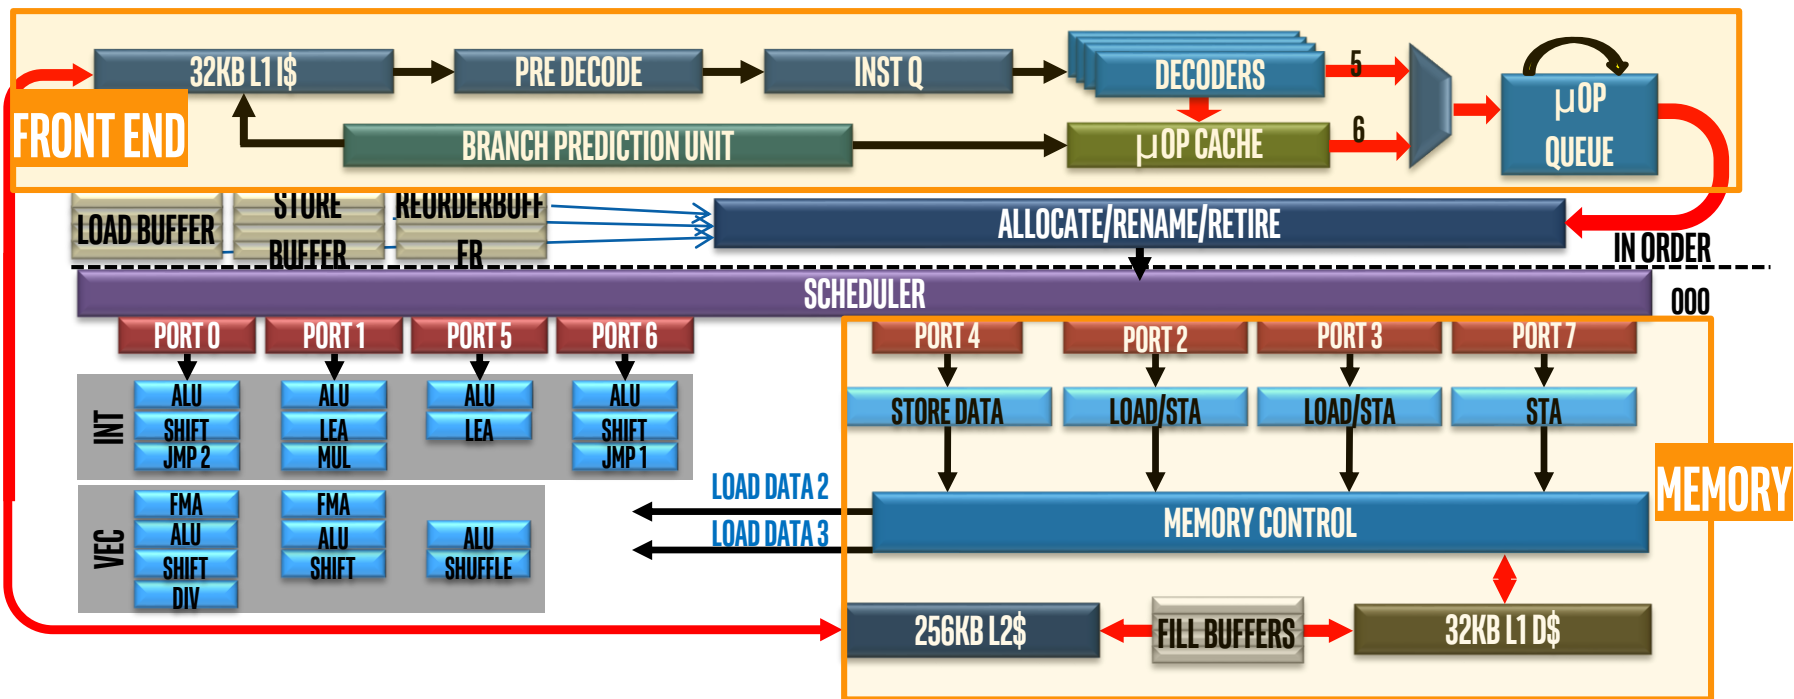 32KB L1 I$
PRE DECODE
INST Q
DECODERS
5
FRONT END
BRANCH PREDICTION UNIT
µOP CACHE
6
µOP
QUEUE
LOAD BUFFER
STORE
BUFFER
REORDERBUFF
ER
ALLOCATE/RENAME/RETIRE
IN ORDER
SCHEDULER
OOO
PORT 0
PORT 1
PORT 5
PORT 6
PORT 4
PORT 2
PORT 3
PORT 7
INT
ALU
SHIFT
JMP 2
ALU
LEA
MUL
ALU
LEA
ALU
SHIFT
JMP 1
STORE DATA
LOAD/STA
LOAD/STA
STA
MEMORY
VEC
FMA
ALU
SHIFT
DIV
FMA
ALU
SHIFT
ALU
SHUFFLE
LOAD DATA 2
LOAD DATA 3
MEMORY CONTROL
256KB L2$
FILL BUFFERS
32KB L1 D$